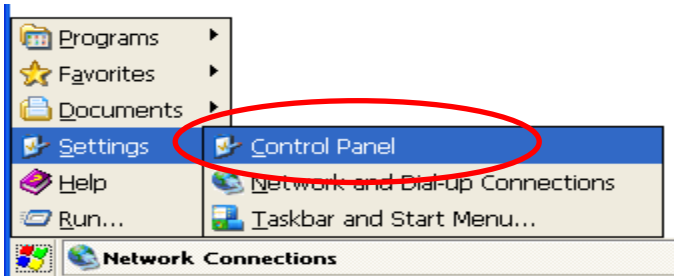 Programs
Favorites
Documents
Settings
Control Panel
Help
Network and Dial-up Connections
Run...
Taskbar and Start Menu...
Network Connections